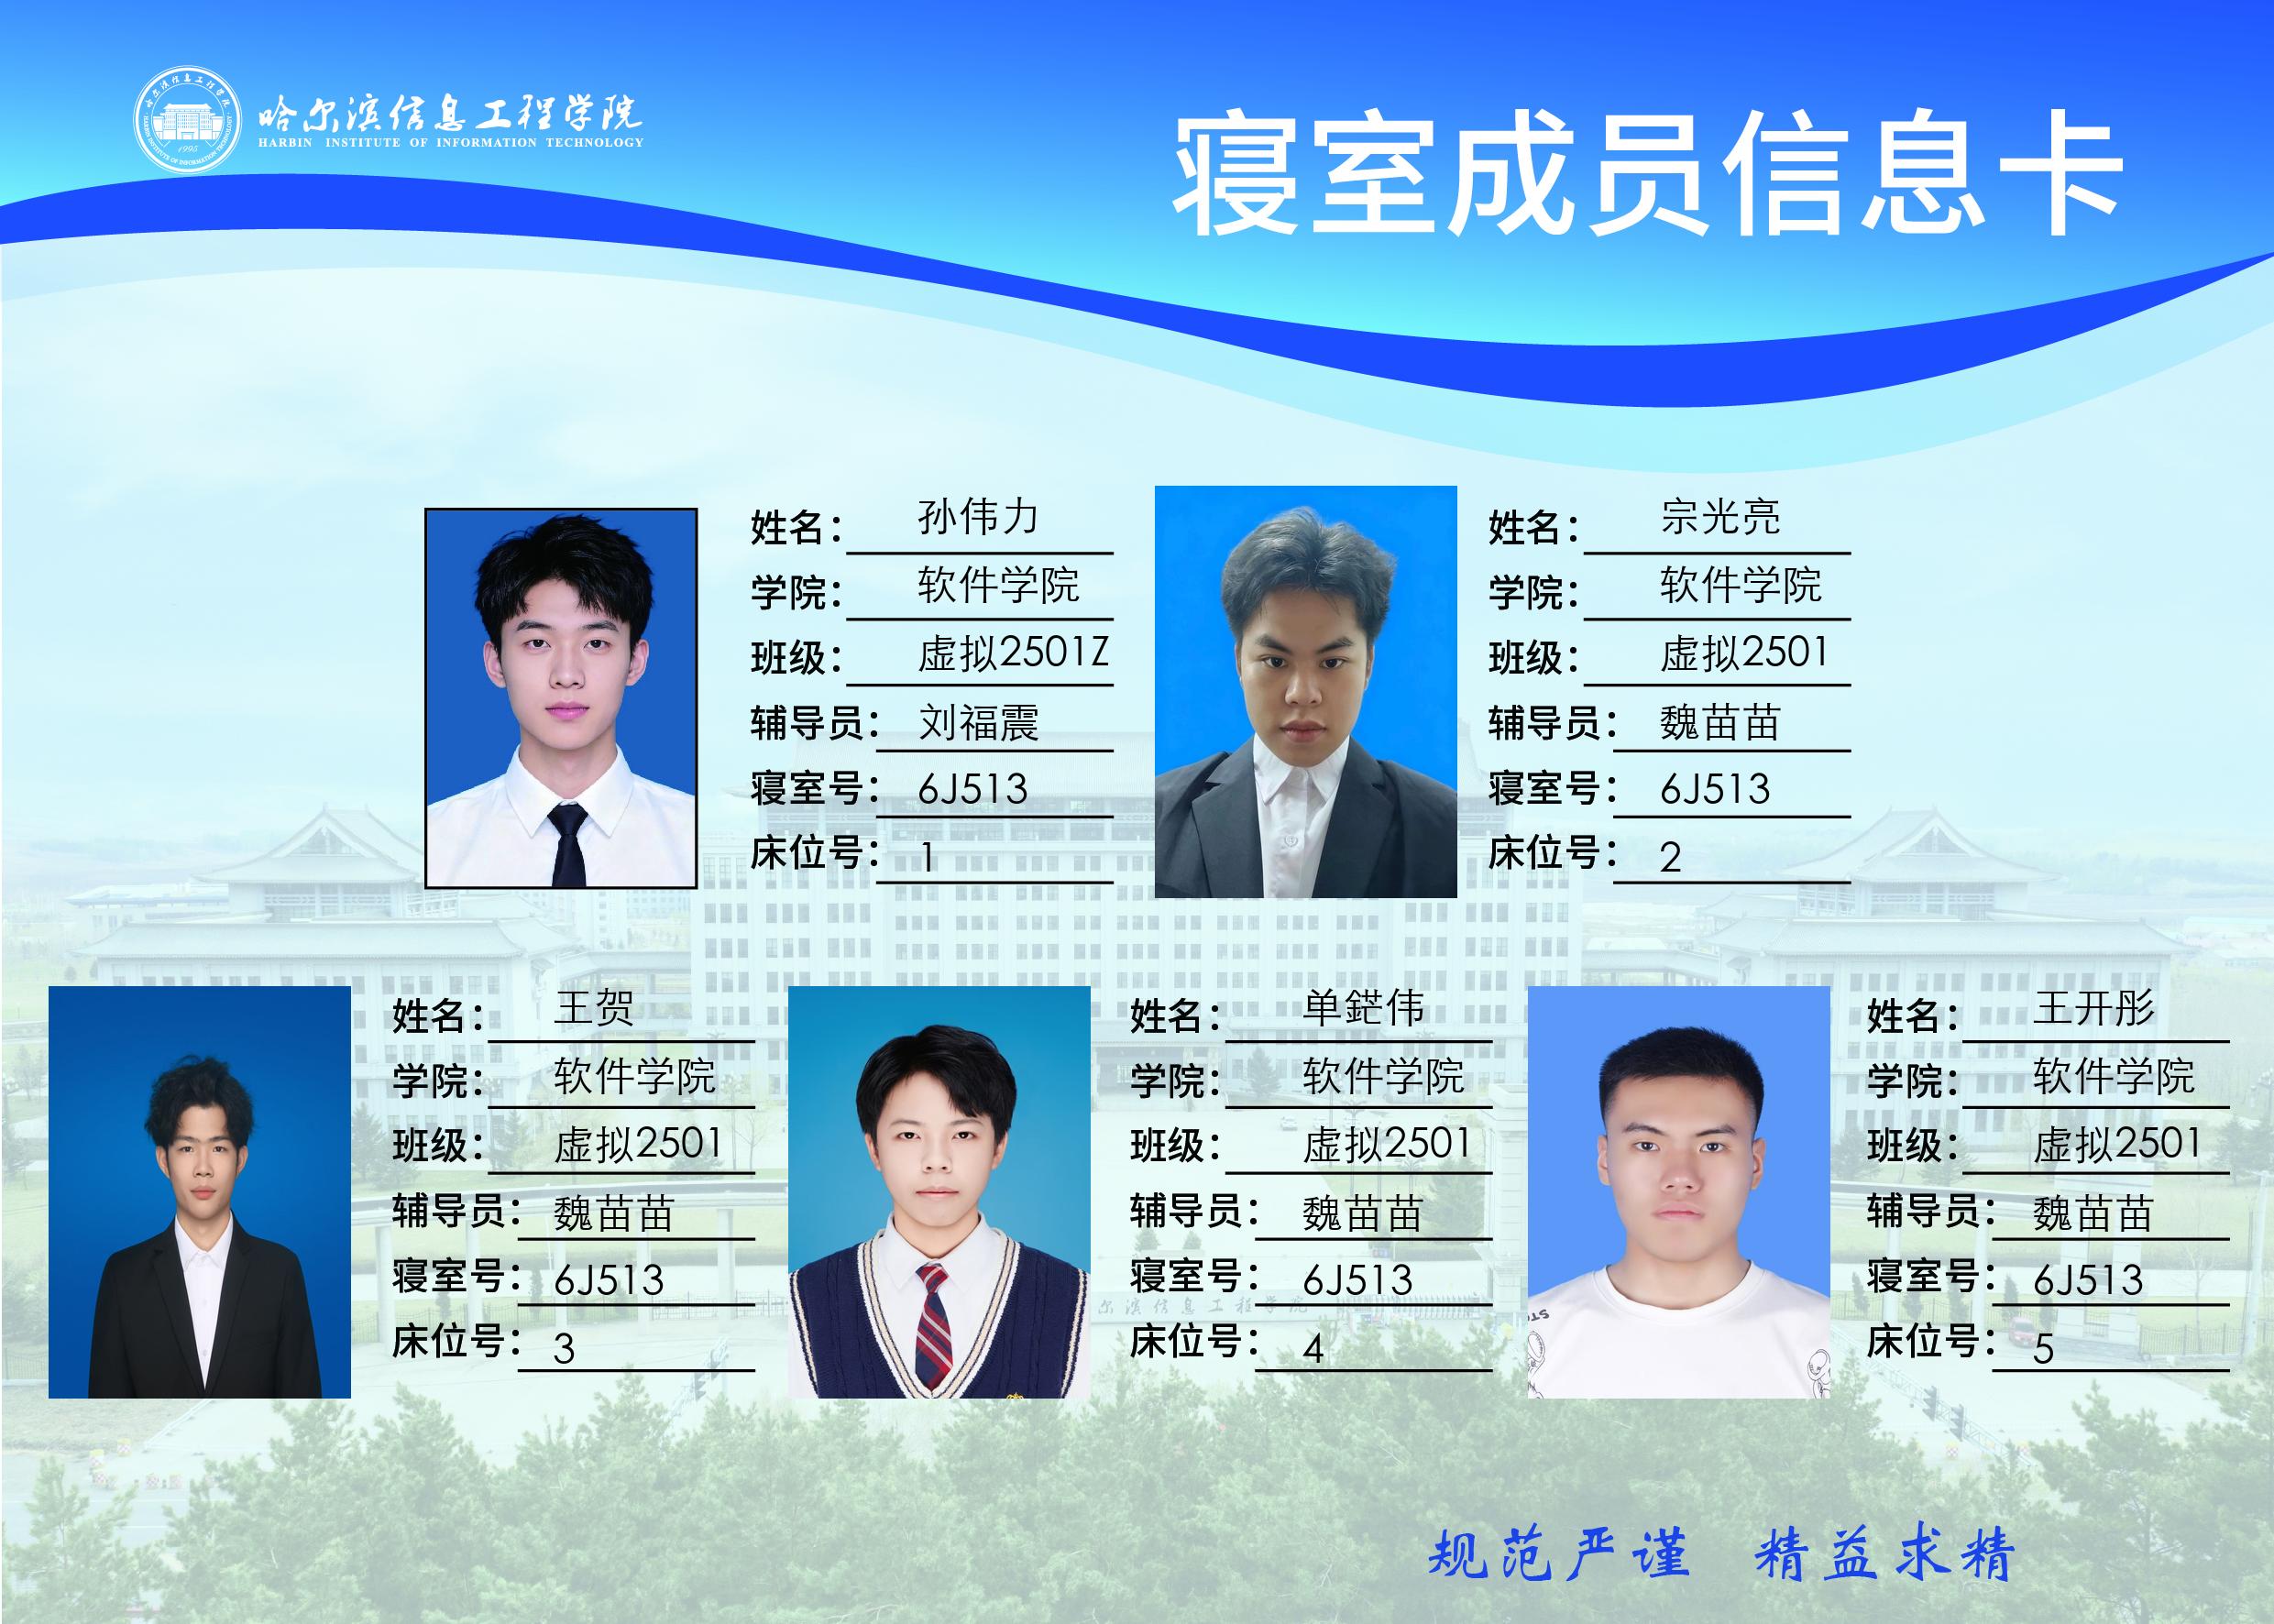 哈尔滨信息工程学院
HARBIN INSTITUTE OF INFORMATION TECHNOLOGY
1995
寝室成员信息卡
姓名： 孙伟力
学院： 软件学院
班级： 虚拟2501Z
辅导员： 刘福震
寝室号： 6J513
床位号： 1
姓名： 宗光亮
学院： 软件学院
班级： 虚拟2501
辅导员： 魏苗苗
寝室号： 6J513
床位号： 2
姓名： 王贺
学院： 软件学院
班级： 虚拟2501
辅导员： 魏苗苗
寝室号： 6J513
床位号： 3
姓名： 单鋩伟
学院： 软件学院
班级： 虚拟2501
辅导员： 魏苗苗
寝室号： 6J513
床位号： 4
姓名： 王开彤
学院： 软件学院
班级： 虚拟2501
辅导员： 魏苗苗
寝室号： 6J513
床位号： 5
规范严谨 精益求精